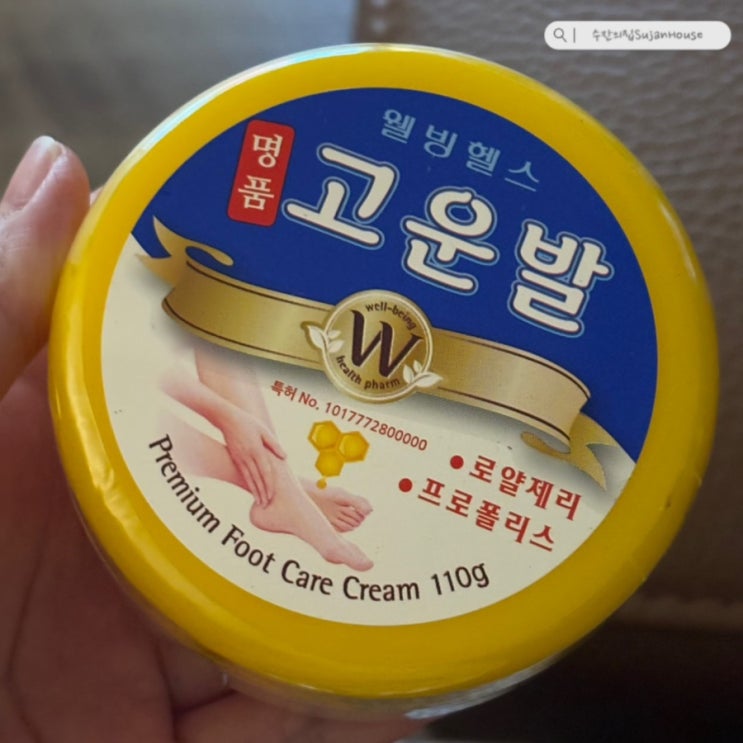 수잔의집SujanHouse
웰빙헬스
명품
고운발
well-being
W
health pharm
특허 No. 1017772800000
• 로얄제리
• 프로폴리스
Premium Foot Care Cream 110g